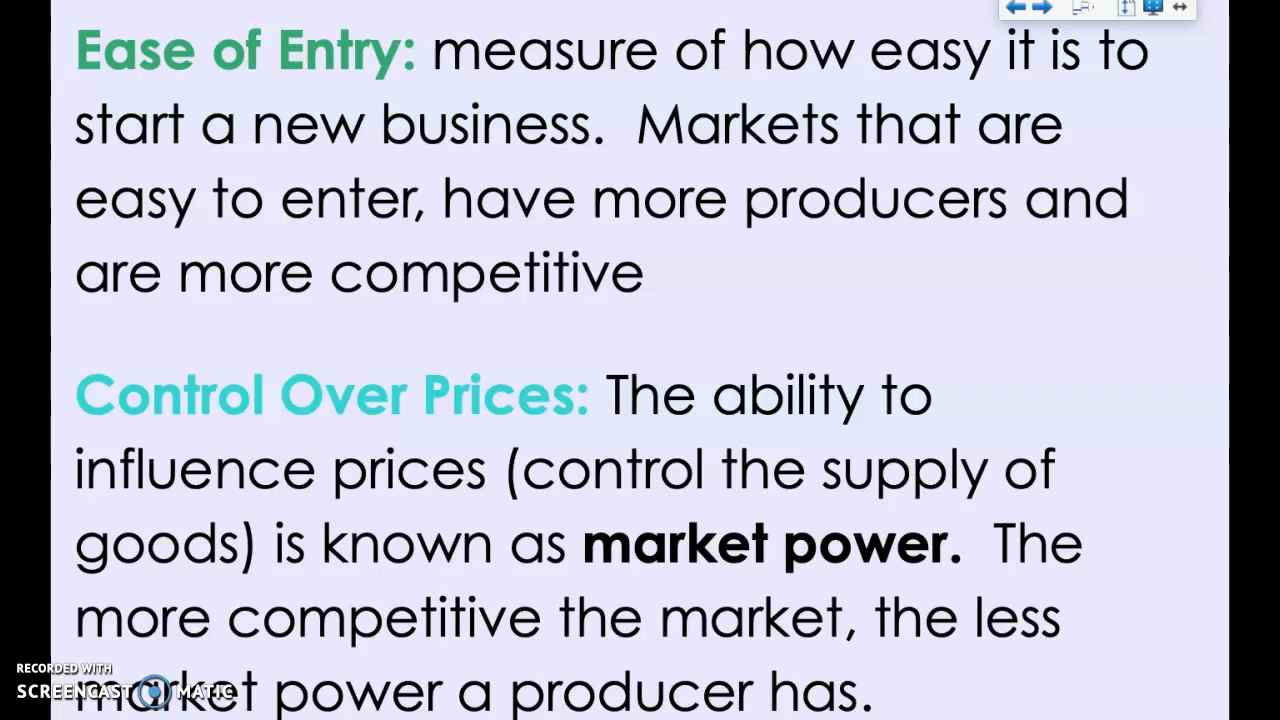 Ease of Entry: measure of how easy it is to
start a new business.  Markets that are
easy to enter, have more producers and
are more competitive
Control Over Prices: The ability to
influence prices (control the supply of
goods) is known as market power.  The
more competitive the market, the less
market power a producer has.
RECORDED WITH
SCREENCAST MATIC